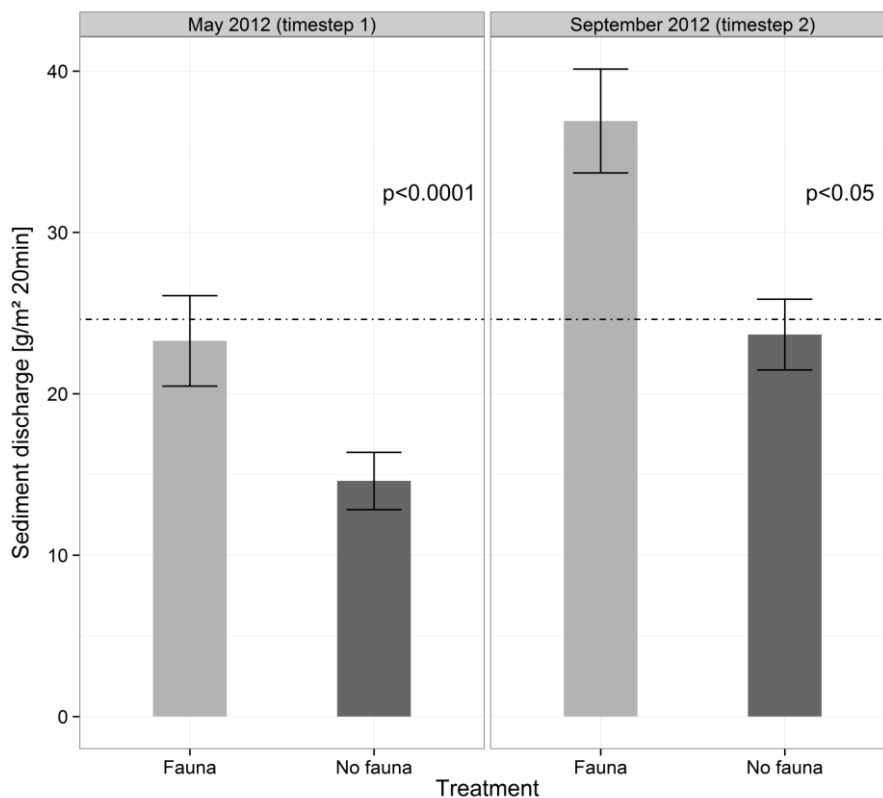 May 2012 (timestep 1)
September 2012 (timestep 2)
Sediment discharge [g/m² 20min]
40
30
20
10
0
p<0.0001
p<0.05
Fauna
No fauna
Fauna
No fauna
Treatment